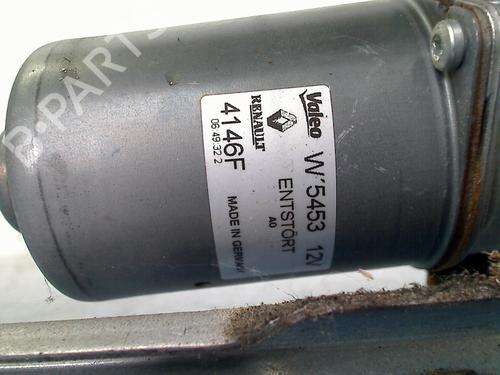 Valeo W´5453 12V
ENTSTÖRT
A0
RENAULT
4146F
06 49 32 2
MADE IN GERMANY
B-PARTS